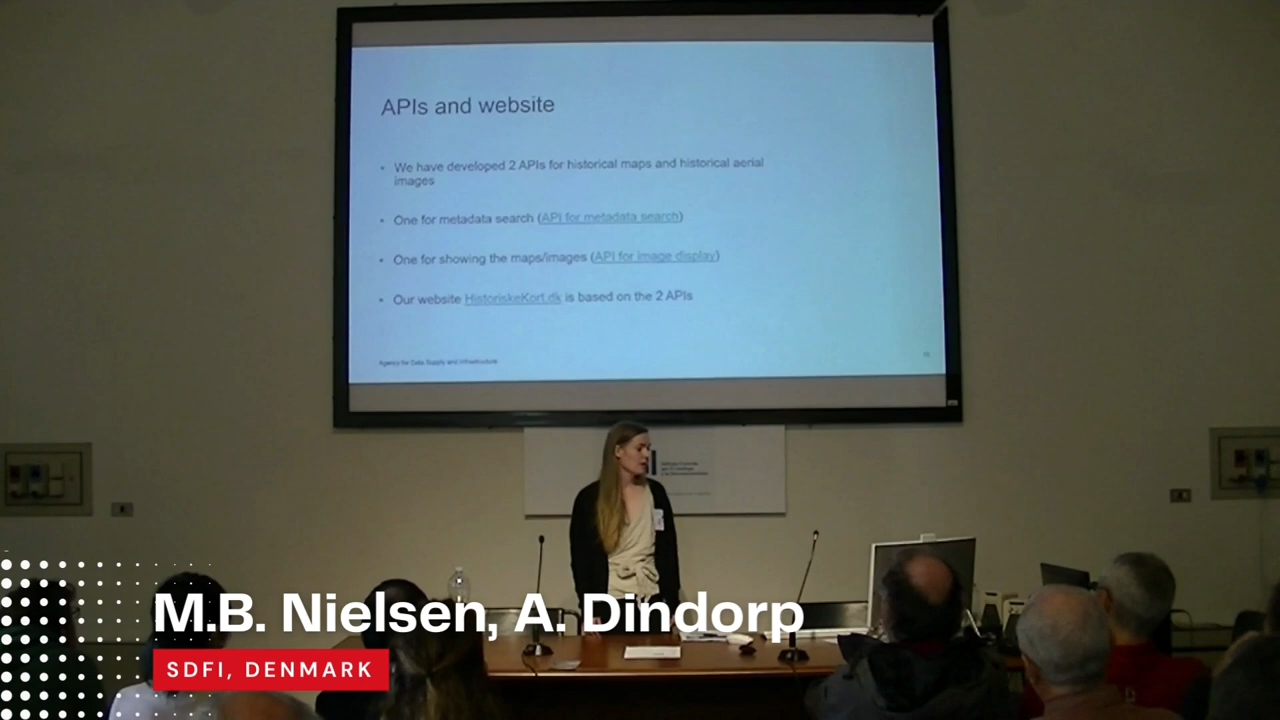 APIs and website
• We have developed 2 APIs for historical maps and historical aerial
images
• One for metadata search (API for metadata search)
• One for showing the maps/images (API for image display)
• Our website HistoriskeKort.dk is based on the 2 APIs
Agency for Data Supply and Infrastructure
M.B. Nielsen, A. Dindorp
SDFI, DENMARK